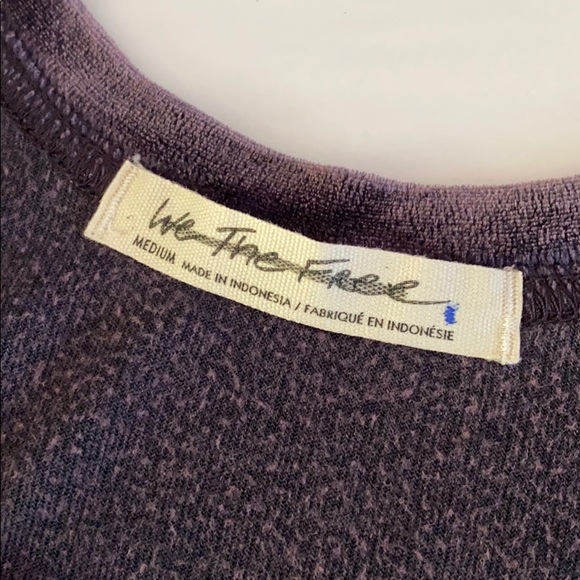 We The Free
MEDIUM MADE IN INDONESIA / FABRIQUÉ EN INDONÉSIE